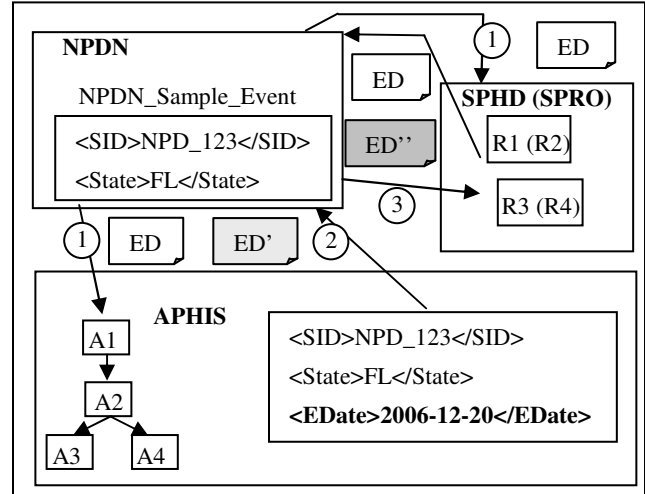 NPDN
1
ED
NPDN_Sample_Event
ED
SPHD (SPRO)
<SID>NPD_123</SID>
<State>FL</State>
ED''
R1 (R2)
R3 (R4)
3
1
ED
ED'
2
APHIS
A1
A2
A3
A4
<SID>NPD_123</SID>
<State>FL</State>
<EDate>2006-12-20</EDate>